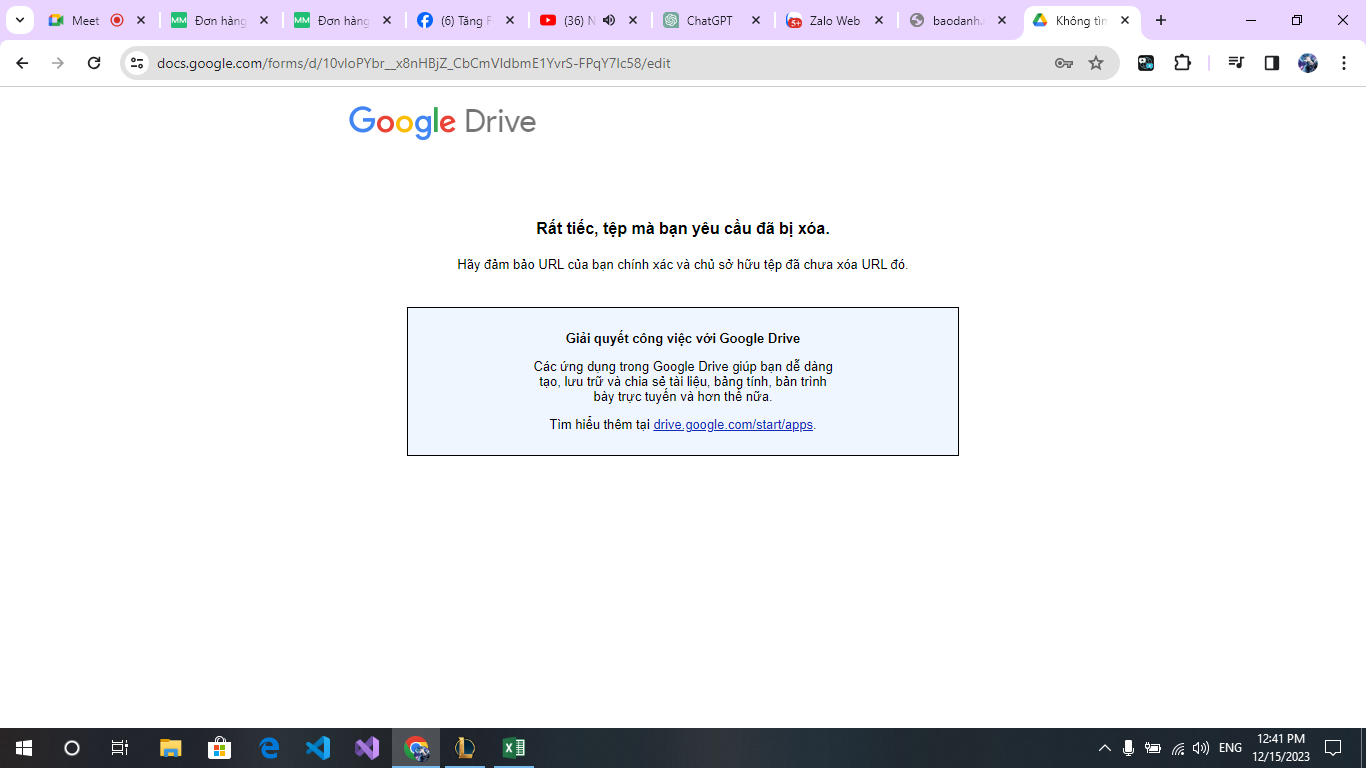 Meet
Đơn hàng
Đơn hàng
(6) Tăng F
(36) N
ChatGPT
Zalo Web
baodanh.
Không tìm
docs.google.com/forms/d/10vloPYbr__x8nHBjZ_CbCmVIdbmE1YvrS-FPqY7Ic58/edit
Google Drive
Rất tiếc, tệp mà bạn yêu cầu đã bị xóa.
Hãy đảm bảo URL của bạn chính xác và chủ sở hữu tệp đã chưa xóa URL đó.
Giải quyết công việc với Google Drive
Các ứng dụng trong Google Drive giúp bạn dễ dàng
tạo, lưu trữ và chia sẻ tài liệu, bảng tính, bản trình
bày trực tuyến và hơn thế nữa.
Tìm hiểu thêm tại drive.google.com/start/apps.
ENG
12:41 PM
12/15/2023